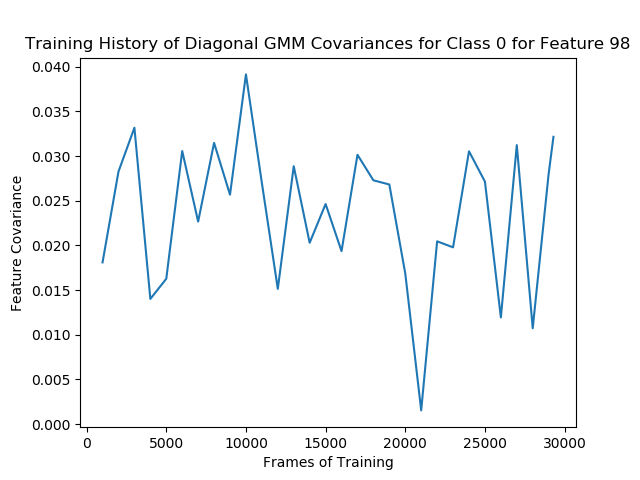 Training History of Diagonal GMM Covariances for Class 0 for Feature 98
0.040
0.035
0.030
0.025
0.020
0.015
0.010
0.005
0.000
Feature Covariance
0 5000 10000 15000 20000 25000 30000
Frames of Training